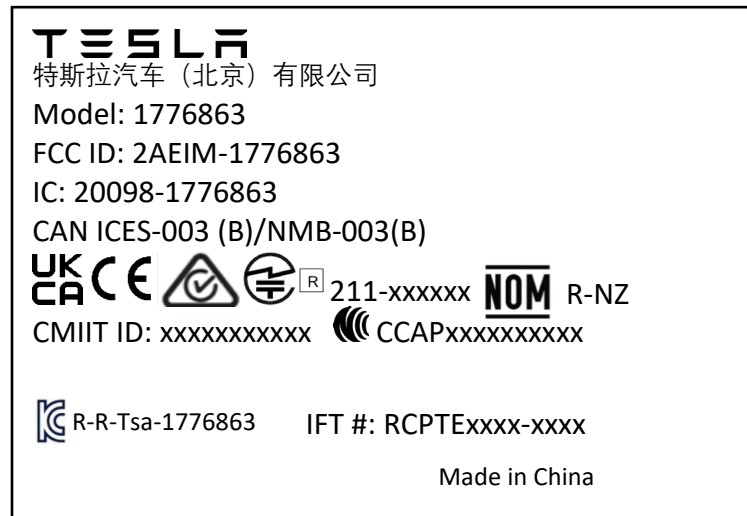 TESLA
特斯拉汽车（北京）有限公司
Model: 1776863
FCC ID: 2AEIM-1776863
IC: 20098-1776863
CAN ICES-003 (B)/NMB-003(B)
UK CA CE R 211-xxxxxx NOM R-NZ
CMIIT ID: xxxxxxxxxxx CCAPxxxxxxxxxx
KC R-R-Tsa-1776863 IFT #: RCPTExxxx-xxxx
Made in China